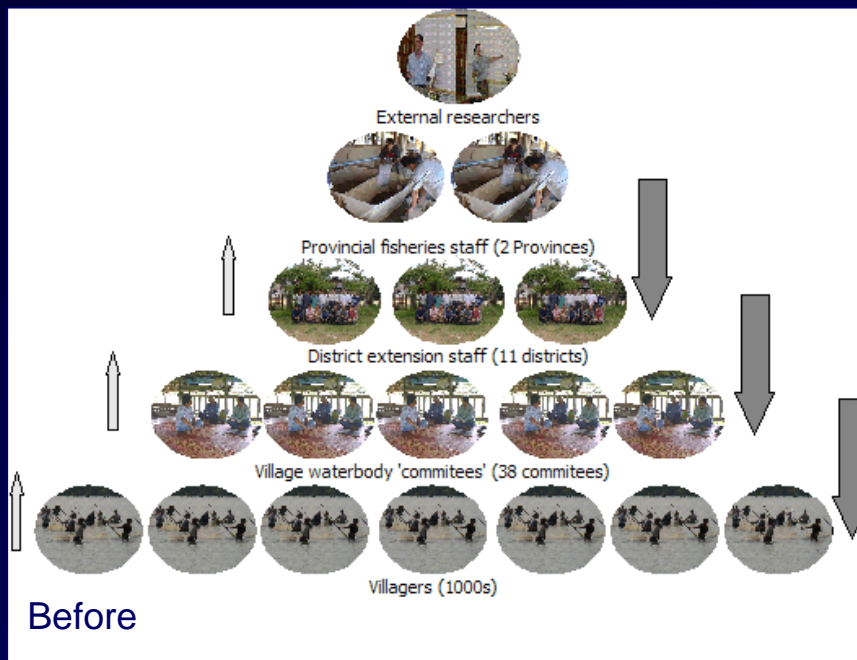 External researchers
Provincial fisheries staff (2 Provinces)
District extension staff (11 districts)
Village waterbody 'commitees' (38 commitees)
Villagers (1000s)
Before